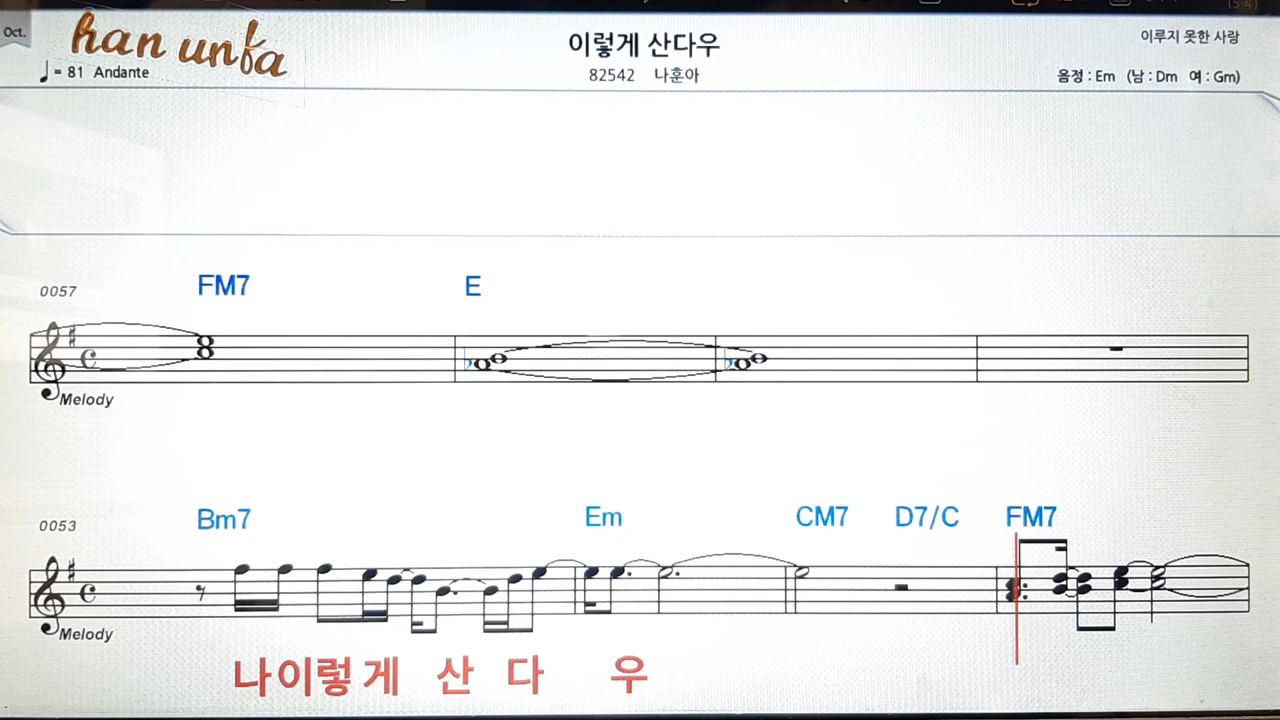 Oct.
han unfa
= 81 Andante
이렇게 산다우
82542 나훈아
이루지 못한 사랑
음정 : Em (남 : Dm 여 : Gm)
0057
FM7 E
Melody
0053
Bm7 Em CM7 D7/C FM7
Melody
나이렇게 산 다 우